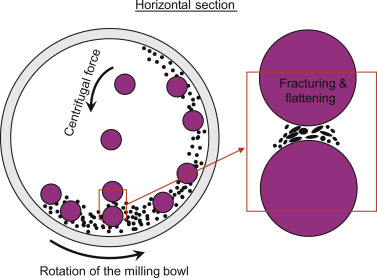 Horizontal section
Centrifugal force
Fracturing &
flattening
Rotation of the milling bowl